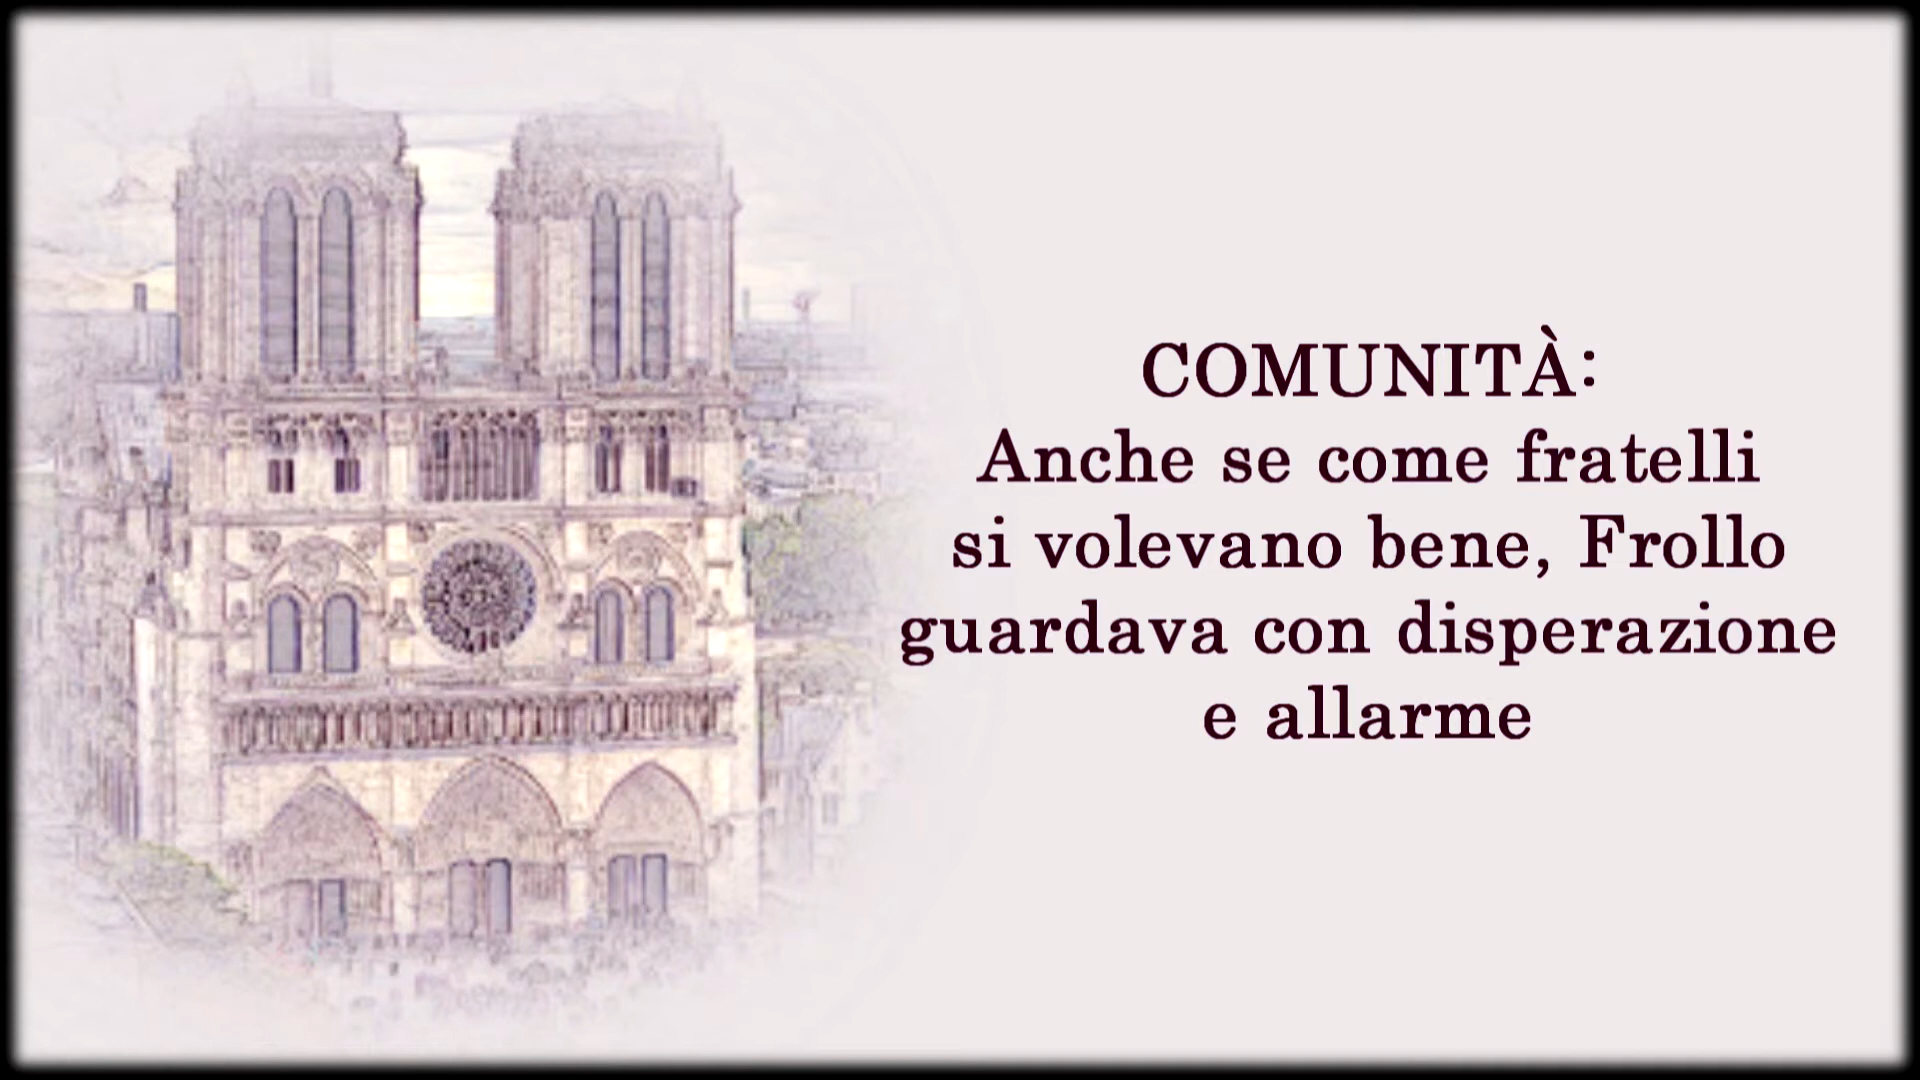 COMUNITÀ:
Anche se come fratelli
si volevano bene, Frollo
guardava con disperazione
e allarme